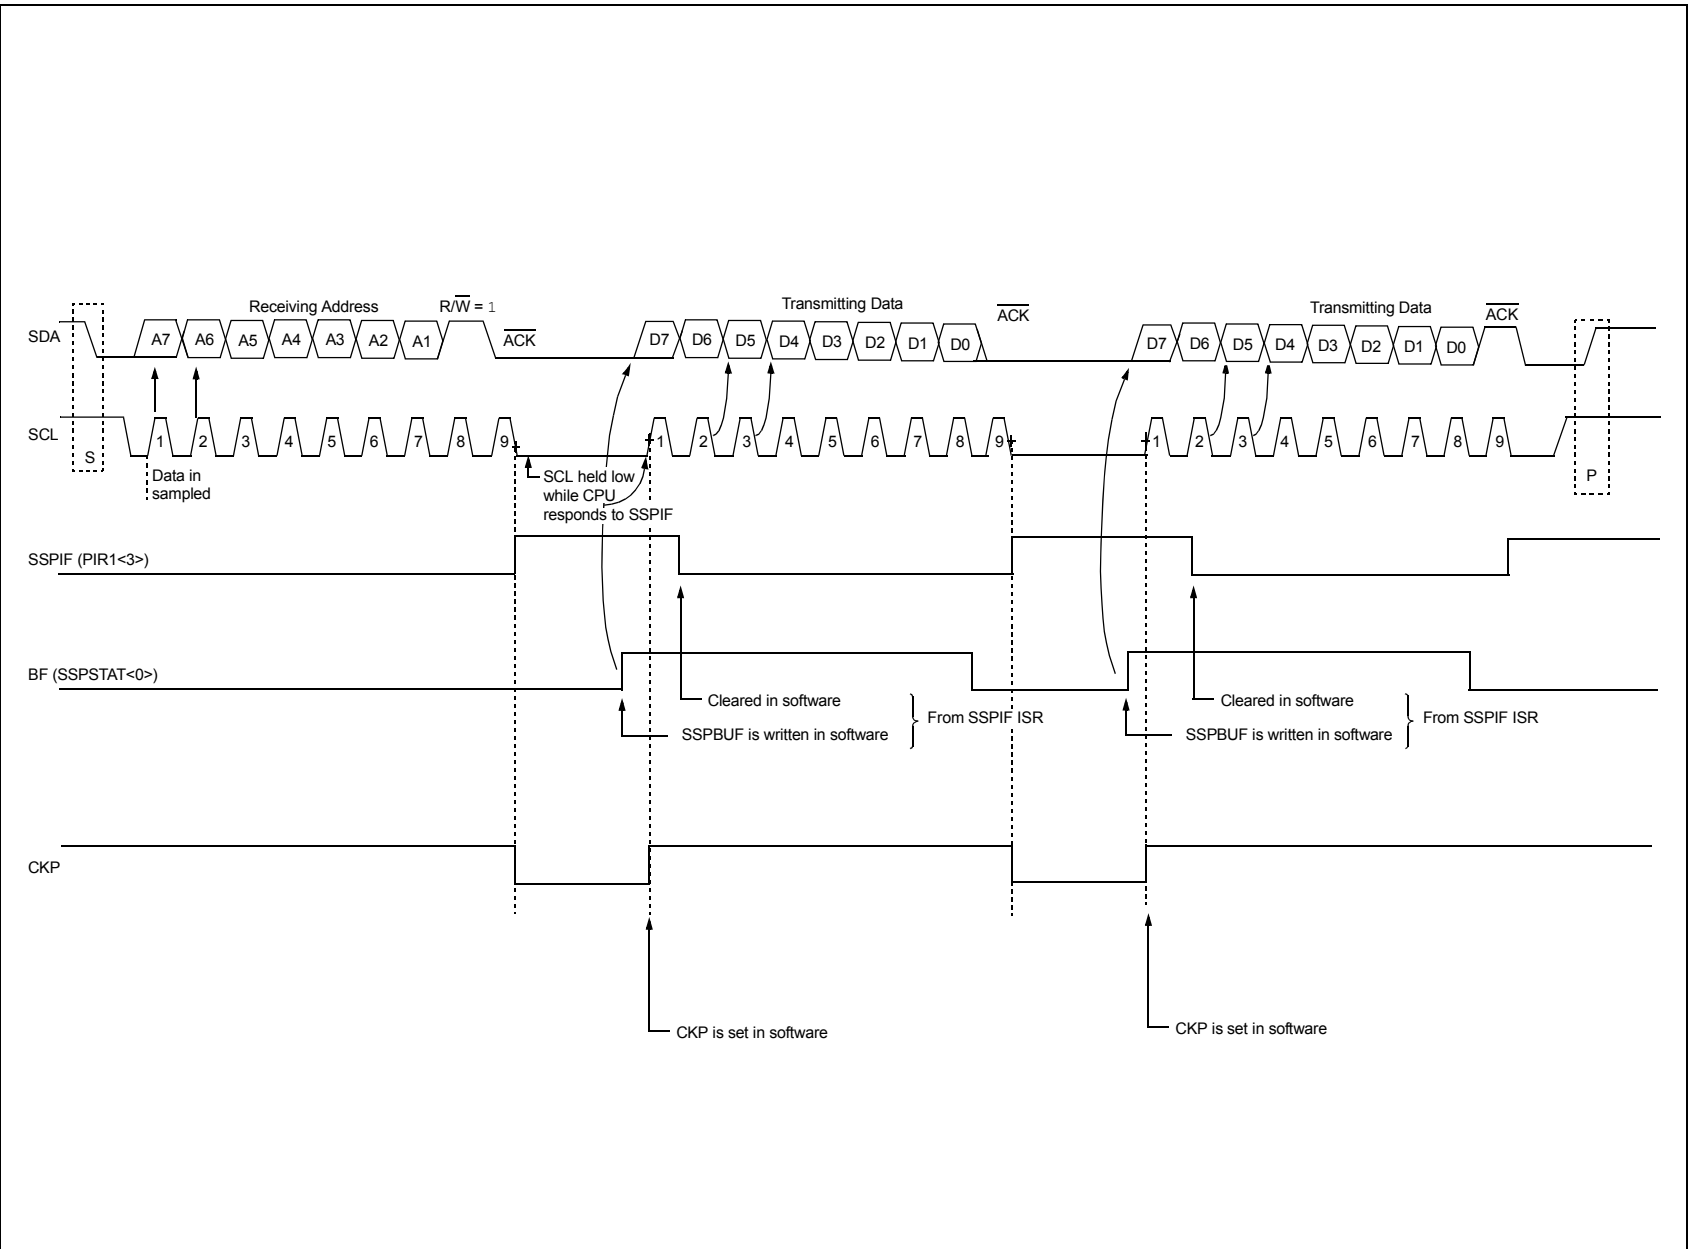 Receiving Address R/W = 1
Transmitting Data
ACK
Transmitting Data
ACK
SDA
A7 A6 A5 A4 A3 A2 A1
ACK
D7 D6 D5 D4 D3 D2 D1 D0
D7 D6 D5 D4 D3 D2 D1 D0
SCL
S
1 2 3 4 5 6 7 8 9
1 2 3 4 5 6 7 8 9
1 2 3 4 5 6 7 8 9
P
Data in
sampled
SCL held low
while CPU
responds to SSPIF
SSPIF (PIR1<3>)
BF (SSPSTAT<0>)
Cleared in software
SSPBUF is written in software
From SSPIF ISR
Cleared in software
SSPBUF is written in software
From SSPIF ISR
CKP
CKP is set in software
CKP is set in software